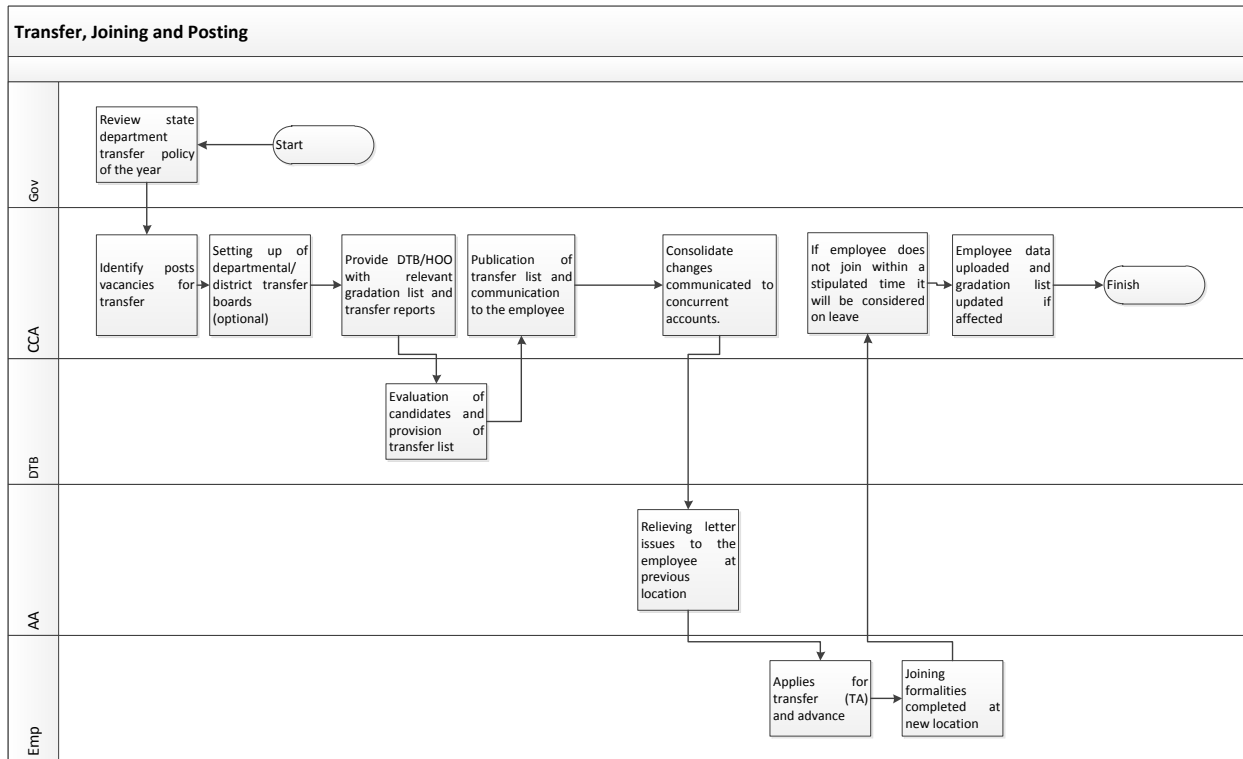 Transfer, Joining and Posting
Gov
Review state
department
transfer policy
of the year
Start
CCA
Identify posts
vacancies for
transfer
Setting up of
departmental/
district transfer
boards
(optional)
Provide DTB/HOO
with relevant
gradation list and
transfer reports
Publication of
transfer list and
communication
to the employee
Consolidate
changes
communicated to
concurrent
accounts.
If employee does
not join within a
stipulated time it
will be considered
on leave
Employee data
uploaded and
gradation list
updated if
affected
Finish
DTB
Evaluation of
candidates and
provision of
transfer list
AA
Relieving letter
issues to the
employee at
previous
location
Emp
Applies for
transfer (TA)
and advance
Joining
formalities
completed at
new location